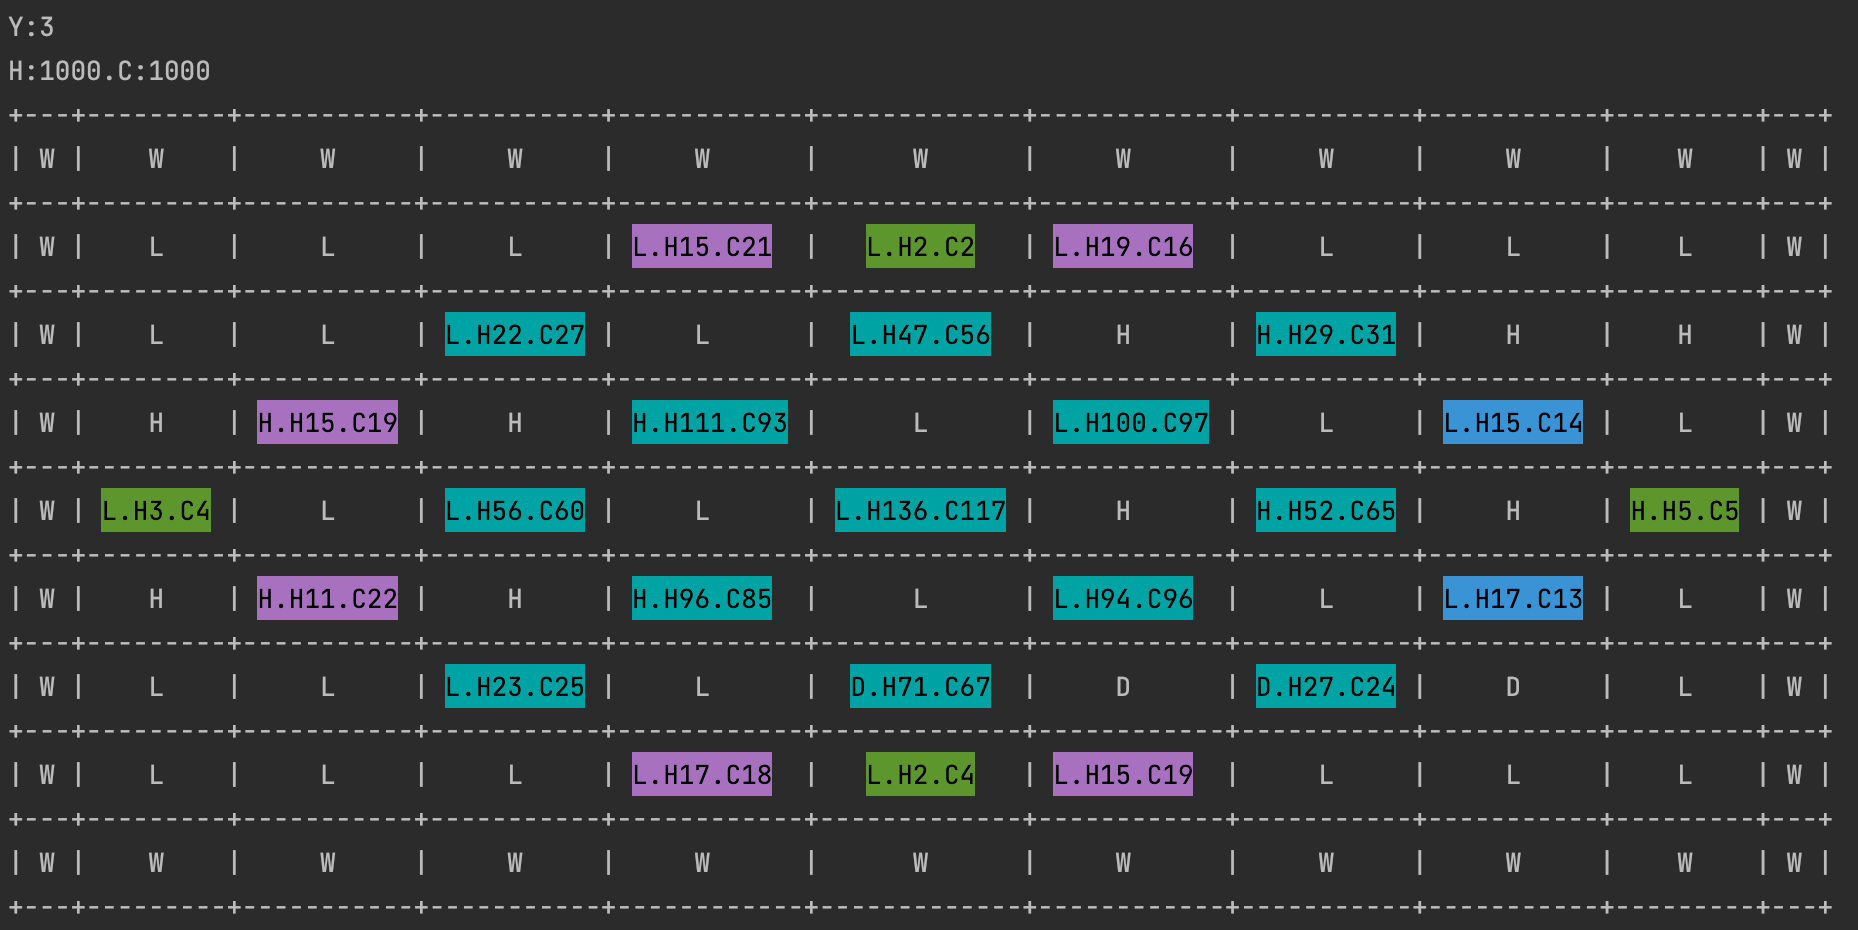 Y:3
H:1000.C:1000
+---+---------+-----------+-----------+------------+-------------+------------+-----------+-----------+---------+---+
| W |    W    |     W     |     W     |     W      |      W      |     W      |     W     |     W     |    W    | W |
+---+---------+-----------+-----------+------------+-------------+------------+-----------+-----------+---------+---+
| W |    L    |     L     |     L     | L.H15.C21  |   L.H2.C2   | L.H19.C16  |     L     |     L     |    L    | W |
+---+---------+-----------+-----------+------------+-------------+------------+-----------+-----------+---------+---+
| W |    L    |     L     | L.H22.C27 |     L      |  L.H47.C56  |     H      | H.H29.C31 |     H     |    H    | W |
+---+---------+-----------+-----------+------------+-------------+------------+-----------+-----------+---------+---+
| W |    H    | H.H15.C19 |     H     | H.H111.C93 |      L      | L.H100.C97 |     L     | L.H15.C14 |    L    | W |
+---+---------+-----------+-----------+------------+-------------+------------+-----------+-----------+---------+---+
| W | L.H3.C4 |     L     | L.H56.C60 |     L      | L.H136.C117 |     H      | H.H52.C65 |     H     | H.H5.C5 | W |
+---+---------+-----------+-----------+------------+-------------+------------+-----------+-----------+---------+---+
| W |    H    | H.H11.C22 |     H     | H.H96.C85  |      L      | L.H94.C96  |     L     | L.H17.C13 |    L    | W |
+---+---------+-----------+-----------+------------+-------------+------------+-----------+-----------+---------+---+
| W |    L    |     L     | L.H23.C25 |     L      |  D.H71.C67  |     D      | D.H27.C24 |     D     |    L    | W |
+---+---------+-----------+-----------+------------+-------------+------------+-----------+-----------+---------+---+
| W |    L    |     L     |     L     | L.H17.C18  |   L.H2.C4   | L.H15.C19  |     L     |     L     |    L    | W |
+---+---------+-----------+-----------+------------+-------------+------------+-----------+-----------+---------+---+
| W |    W    |     W     |     W     |     W      |      W      |     W      |     W     |     W     |    W    | W |
+---+---------+-----------+-----------+------------+-------------+------------+-----------+-----------+---------+---+